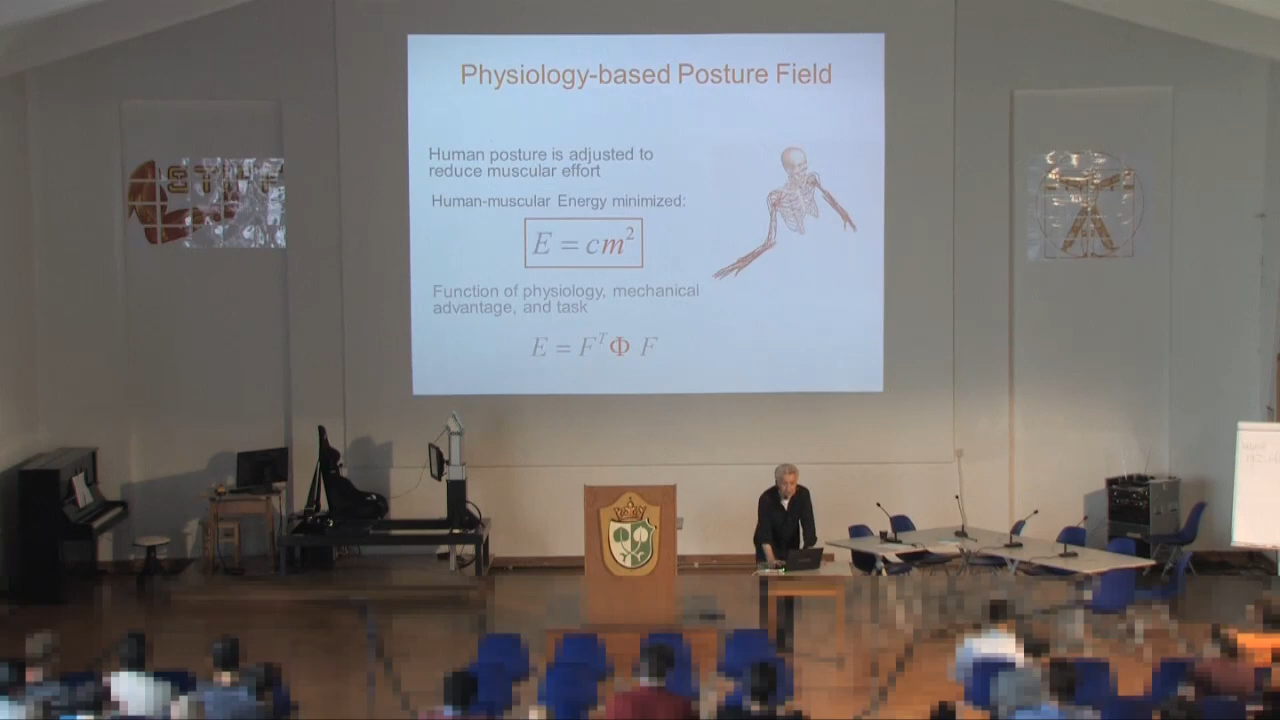 Physiology-based Posture Field
Human posture is adjusted to
reduce muscular effort
Human-muscular Energy minimized:
E = cm²
Function of physiology, mechanical
advantage, and task
E = Fᵀ Φ F